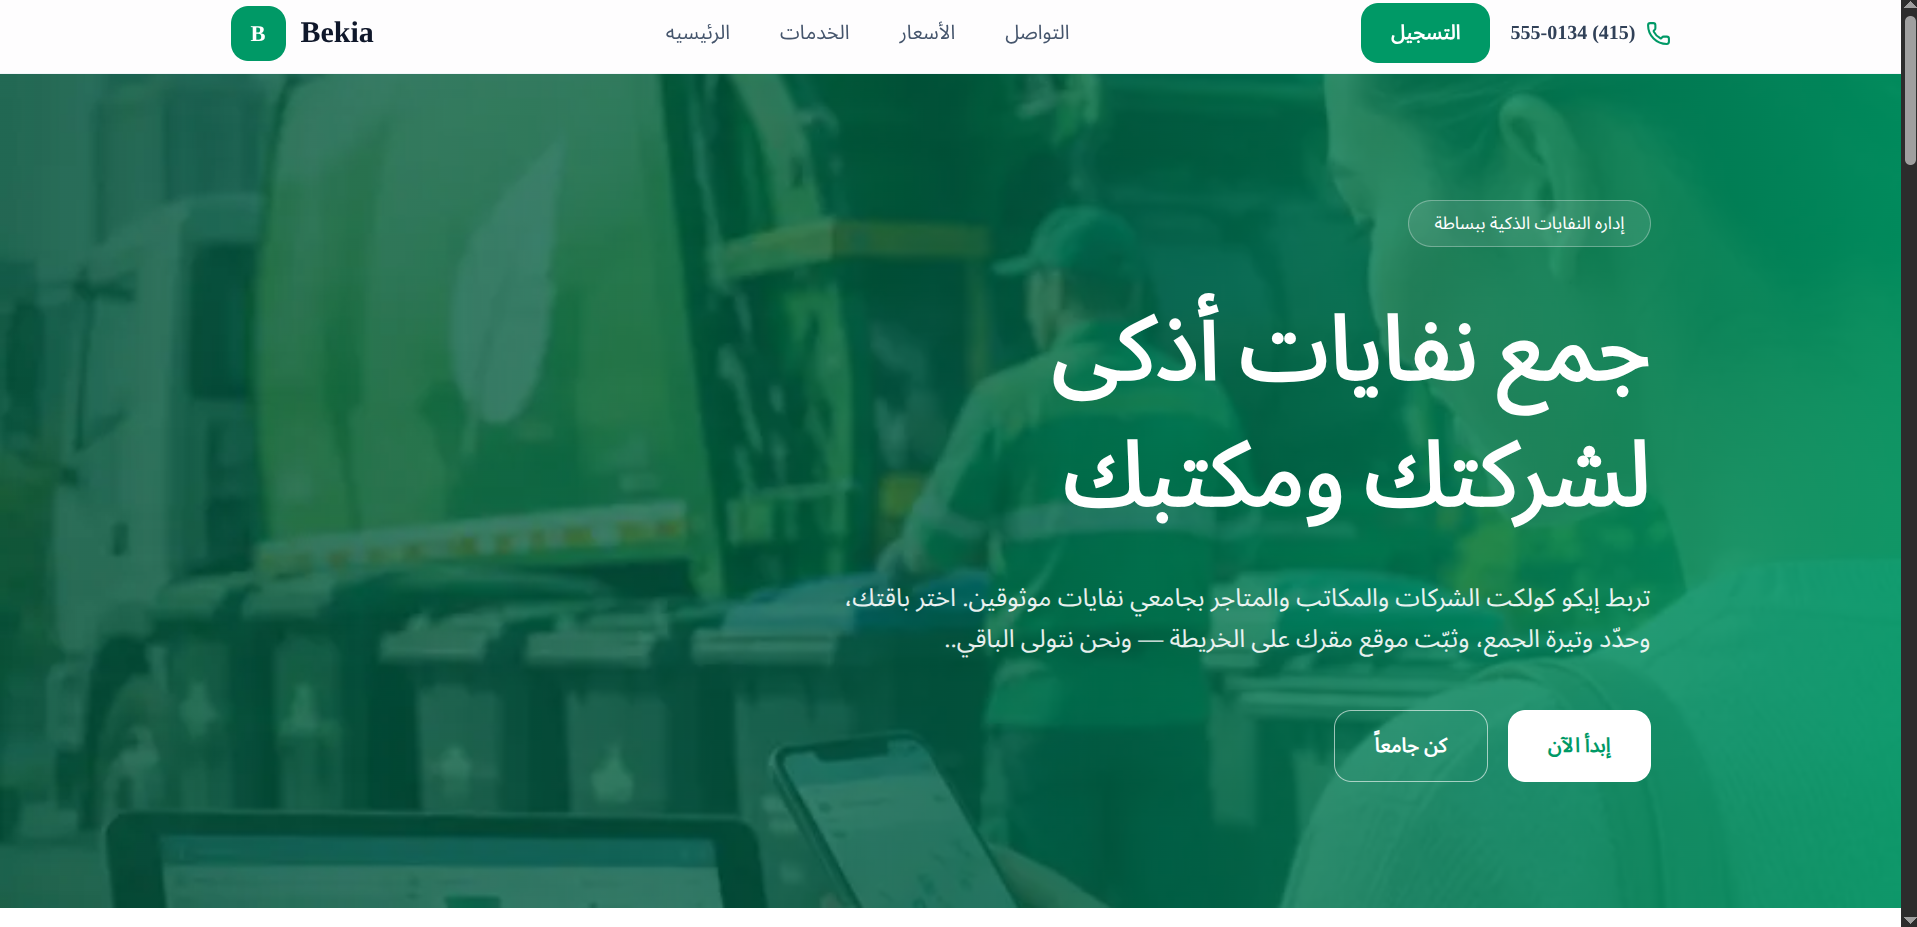 B
Bekia
الرئيسيه
الخدمات
الأسعار
التواصل
التسجيل
555-0134 (415)
إداره النفايات الذكية ببساطة
جمع نفايات أذكى
لشركتك ومكتبك
تربط إيكو كولكت الشركات والمكاتب والمتاجر بجامعي نفايات موثوقين. اختر باقتك،
وحدّد وتيرة الجمع، وثبّت موقع مقرك على الخريطة — ونحن نتولى الباقي..
إبدأ الآن
كن جامعاً